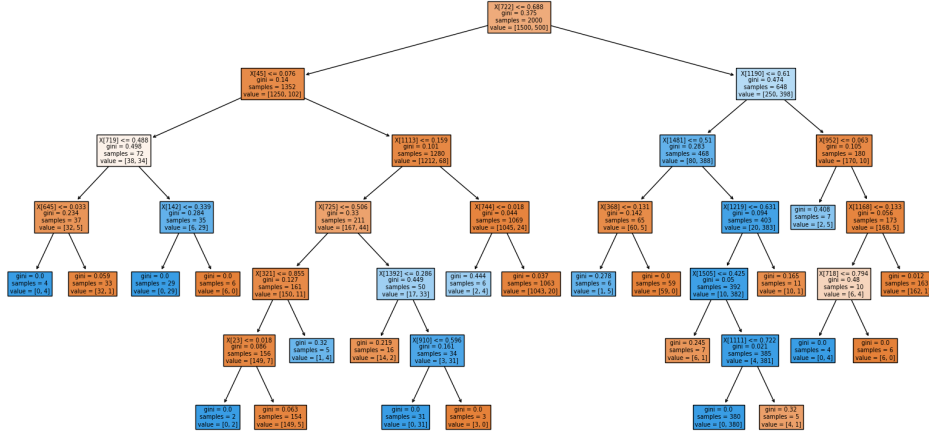 X[722] <= 0.688
gini = 0.375
samples = 2000
value = [1500, 500]
X[45] <= 0.076
gini = 0.14
samples = 1352
value = [1250, 102]
X[1190] <= 0.61
gini = 0.474
samples = 648
value = [250, 398]
X[719] <= 0.488
gini = 0.498
samples = 72
value = [38, 34]
X[1113] <= 0.159
gini = 0.101
samples = 1280
value = [1212, 68]
X[1481] <= 0.51
gini = 0.283
samples = 468
value = [80, 388]
X[952] <= 0.063
gini = 0.105
samples = 180
value = [170, 10]
X[645] <= 0.033
gini = 0.234
samples = 37
value = [32, 5]
X[142] <= 0.339
gini = 0.284
samples = 35
value = [6, 29]
X[725] <= 0.506
gini = 0.33
samples = 211
value = [167, 44]
X[744] <= 0.018
gini = 0.044
samples = 1069
value = [1045, 24]
X[368] <= 0.131
gini = 0.142
samples = 65
value = [60, 5]
X[1219] <= 0.631
gini = 0.094
samples = 403
value = [20, 383]
gini = 0.408
samples = 7
value = [2, 5]
X[1168] <= 0.133
gini = 0.056
samples = 173
value = [168, 5]
gini = 0.0
samples = 4
value = [0, 4]
gini = 0.059
samples = 33
value = [32, 1]
gini = 0.0
samples = 29
value = [0, 29]
gini = 0.0
samples = 6
value = [6, 0]
X[321] <= 0.855
gini = 0.127
samples = 161
value = [150, 11]
X[1392] <= 0.286
gini = 0.449
samples = 50
value = [17, 33]
gini = 0.444
samples = 6
value = [2, 4]
gini = 0.037
samples = 1063
value = [1043, 20]
gini = 0.278
samples = 6
value = [1, 5]
gini = 0.0
samples = 59
value = [59, 0]
X[1505] <= 0.425
gini = 0.05
samples = 392
value = [10, 382]
gini = 0.165
samples = 11
value = [10, 1]
X[718] <= 0.794
gini = 0.48
samples = 10
value = [6, 4]
gini = 0.012
samples = 163
value = [162, 1]
X[23] <= 0.018
gini = 0.086
samples = 156
value = [149, 7]
gini = 0.32
samples = 5
value = [1, 4]
gini = 0.219
samples = 16
value = [14, 2]
X[910] <= 0.596
gini = 0.161
samples = 34
value = [3, 31]
gini = 0.245
samples = 7
value = [6, 1]
X[1111] <= 0.722
gini = 0.021
samples = 385
value = [4, 381]
gini = 0.0
samples = 4
value = [0, 4]
gini = 0.0
samples = 6
value = [6, 0]
gini = 0.0
samples = 2
value = [0, 2]
gini = 0.063
samples = 154
value = [149, 5]
gini = 0.0
samples = 31
value = [0, 31]
gini = 0.0
samples = 3
value = [3, 0]
gini = 0.0
samples = 380
value = [0, 380]
gini = 0.32
samples = 5
value = [4, 1]